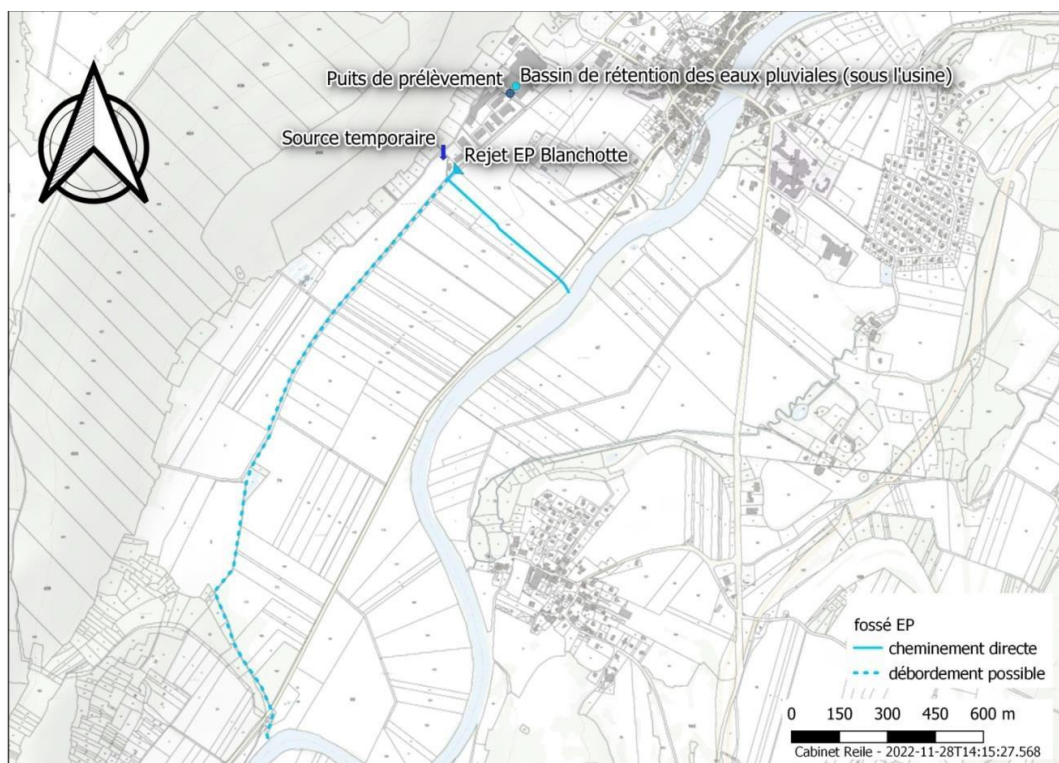 Puits de prélèvement
Bassin de rétention des eaux pluviales (sous l'usine)
Source temporaire
Rejet EP Blanchotte
fossé EP
cheminement directe
débordement possible
0 150 300 450 600 m
Cabinet Reile - 2022-11-28T14:15:27.568